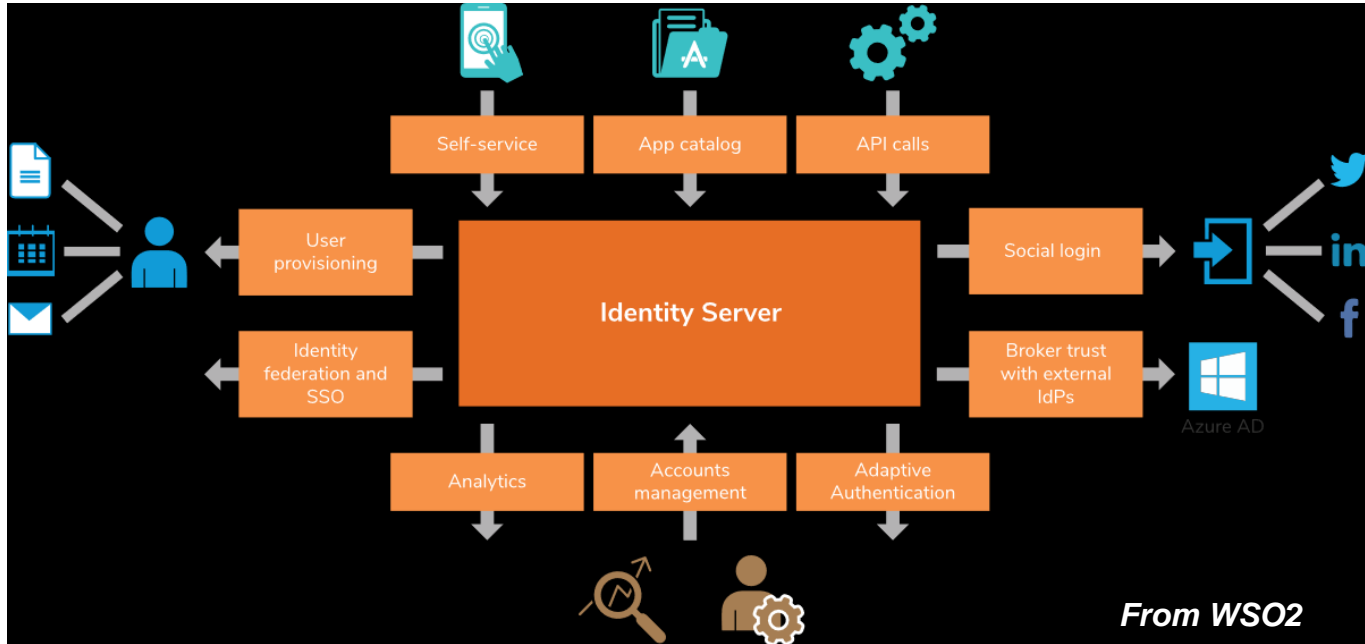 Self-service
App catalog
API calls
User
provisioning
Social login
Identity Server
Identity
federation and
SSO
Broker trust
with external
IdPs
Azure AD
Analytics
Accounts
management
Adaptive
Authentication
From WSO2